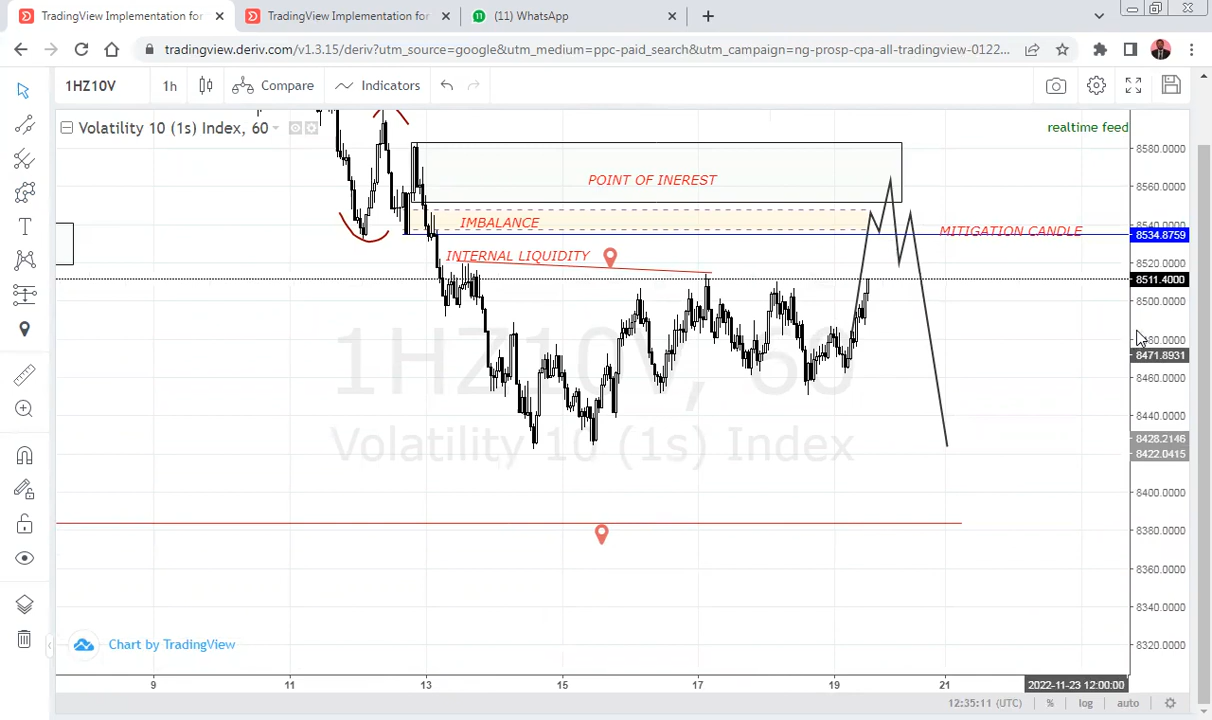 TradingView Implementation for
TradingView Implementation for
(11) WhatsApp
tradingview.deriv.com/v1.3.15/deriv?utm_source=google&utm_medium=ppc-paid_search&utm_campaign=ng-prosp-cpa-all-tradingview-0122...
1HZ10V
1h
Compare
Indicators
Volatility 10 (1s) Index, 60
realtime feed
8580.0000
POINT OF INEREST
8560.0000
IMBALANCE
8540.0000
MITIGATION CANDLE
8534.8759
INTERNAL LIQUIDITY
8520.0000
8511.4000
8500.0000
8480.0000
8471.8931
1HZ10V, 60
8460.0000
8440.0000
8428.2146
Volatility 10 (1s) Index
8422.0415
8400.0000
8380.0000
8360.0000
8340.0000
8320.0000
Chart by TradingView
9
11
13
15
17
19
21
2022-11-23 12:00:00
12:35:11 (UTC)
%
log
auto